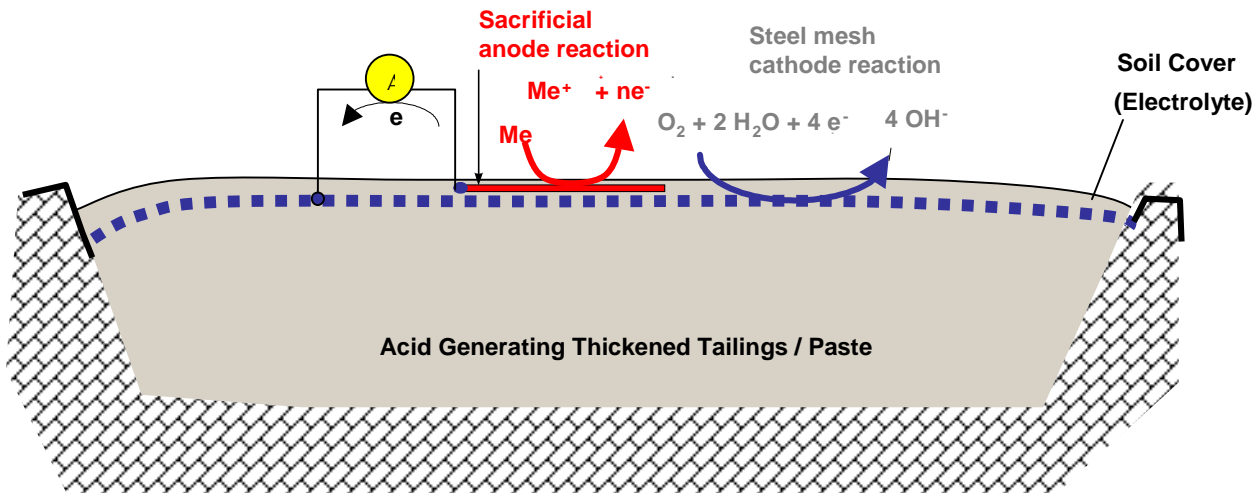 Sacrificial
anode reaction
Me⁺ + ne⁻
Me
Steel mesh
cathode reaction
O₂ + 2 H₂O + 4 e⁻ 4 OH⁻
Soil Cover
(Electrolyte)
e
Acid Generating Thickened Tailings / Paste